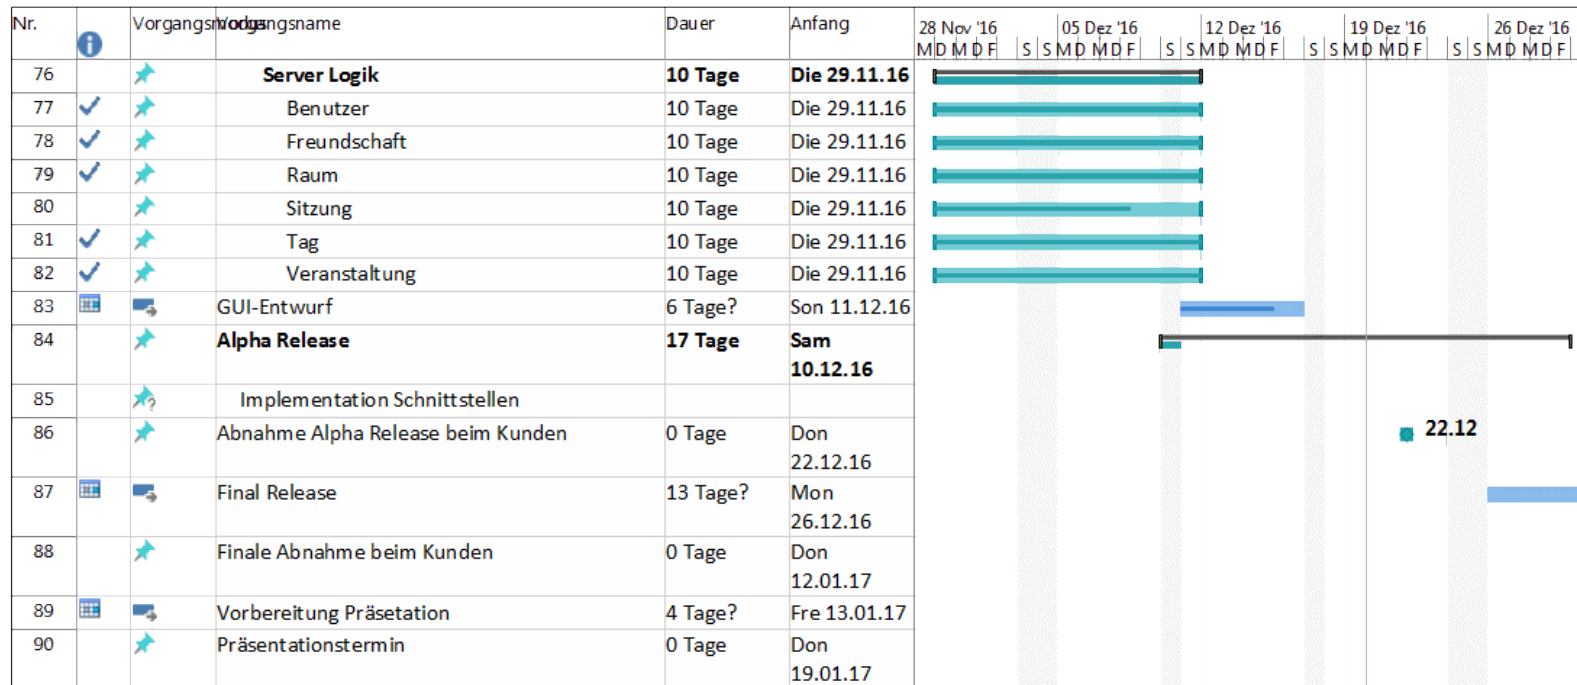 Nr. Vorgangsmodus Vorgangsname Dauer Anfang 28 Nov '16 05 Dez '16 12 Dez '16 19 Dez '16 26 Dez '16
M D M D F S S M D M D F S S M D M D F S S M D M D F S S M D M D F
76 Server Logik 10 Tage Die 29.11.16
77 Benutzer 10 Tage Die 29.11.16
78 Freundschaft 10 Tage Die 29.11.16
79 Raum 10 Tage Die 29.11.16
80 Sitzung 10 Tage Die 29.11.16
81 Tag 10 Tage Die 29.11.16
82 Veranstaltung 10 Tage Die 29.11.16
83 GUI-Entwurf 6 Tage? Son 11.12.16
84 Alpha Release 17 Tage Sam
10.12.16
85 Implementation Schnittstellen
86 Abnahme Alpha Release beim Kunden 0 Tage Don 22.12
22.12.16
87 Final Release 13 Tage? Mon
26.12.16
88 Finale Abnahme beim Kunden 0 Tage Don
12.01.17
89 Vorbereitung Präsetation 4 Tage? Fre 13.01.17
90 Präsentationstermin 0 Tage Don
19.01.17